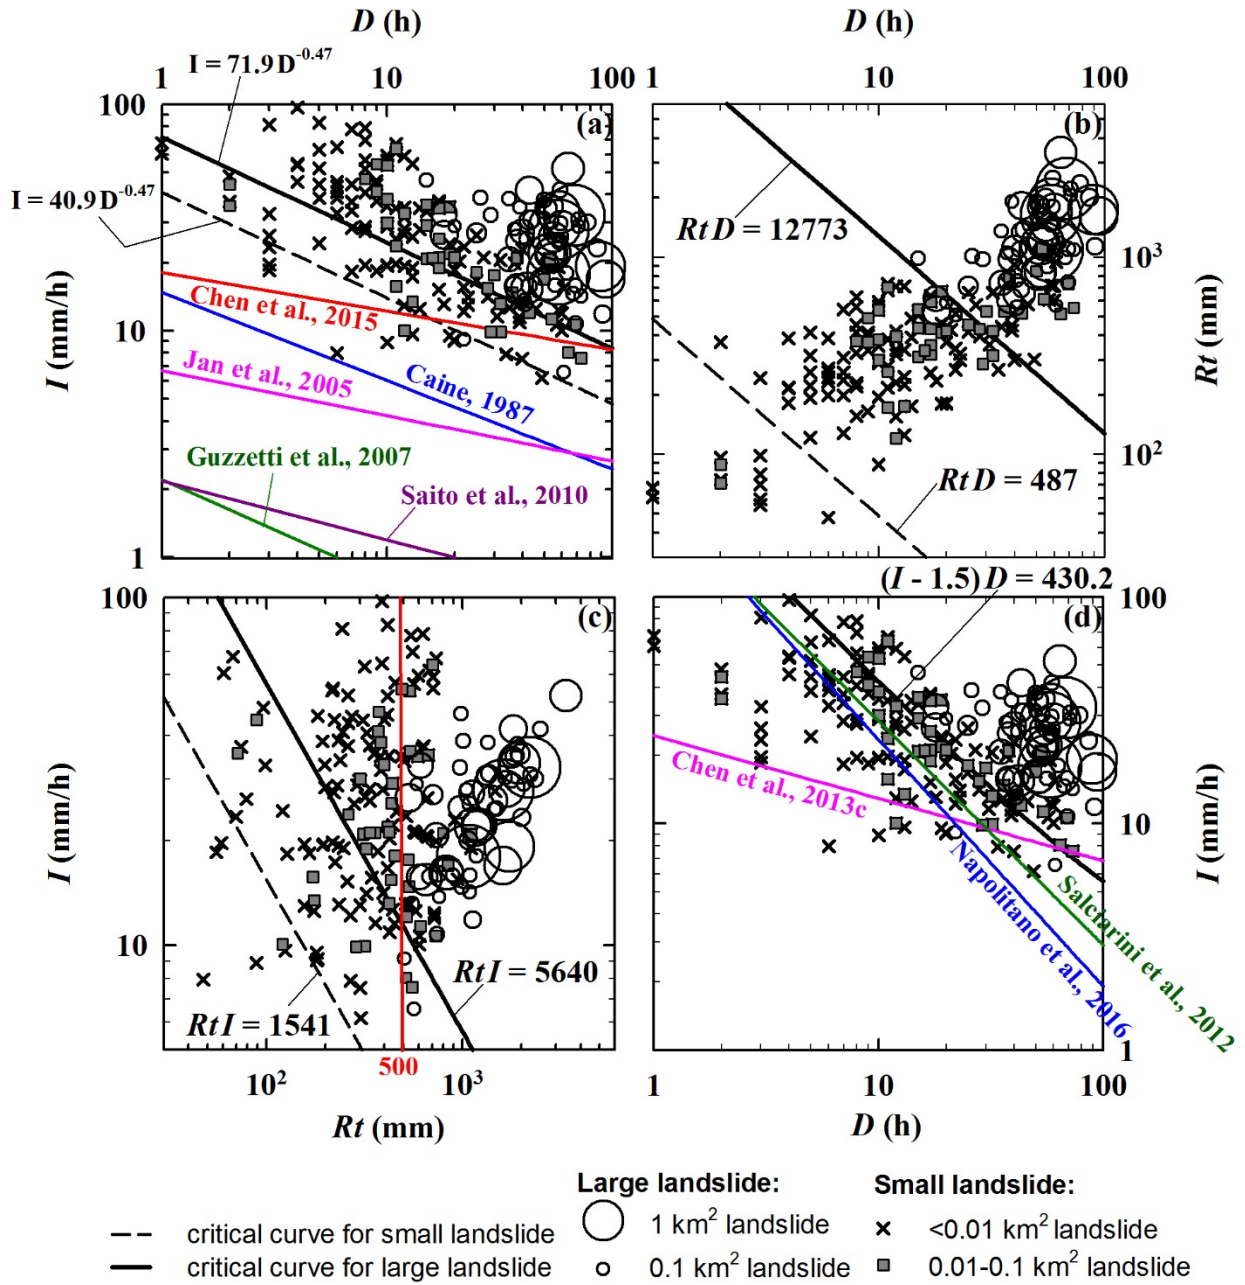 D (h)
D (h)
I = 71.9 D^-0.47
1
10
100
1
10
100
100
(a)
(b)
I = 40.9 D^-0.47
RtD = 12773
10^3
Chen et al., 2015
I (mm/h)
10
Rt (mm)
Jan et al., 2005
Caine, 1987
Guzzetti et al., 2007
10^2
Saito et al., 2010
RtD = 487
1
(I - 1.5) D = 430.2
100
(c)
(d)
100
Chen et al., 2013c
I (mm/h)
10
10
I (mm/h)
Napolitano et al., 2016
Salciarini et al., 2012
RtI = 5640
RtI = 1541
1
500
10^2
10^3
1
10
100
Rt (mm)
D (h)
Large landslide:
Small landslide:
critical curve for small landslide
1 km^2 landslide
<0.01 km^2 landslide
critical curve for large landslide
0.1 km^2 landslide
0.01-0.1 km^2 landslide